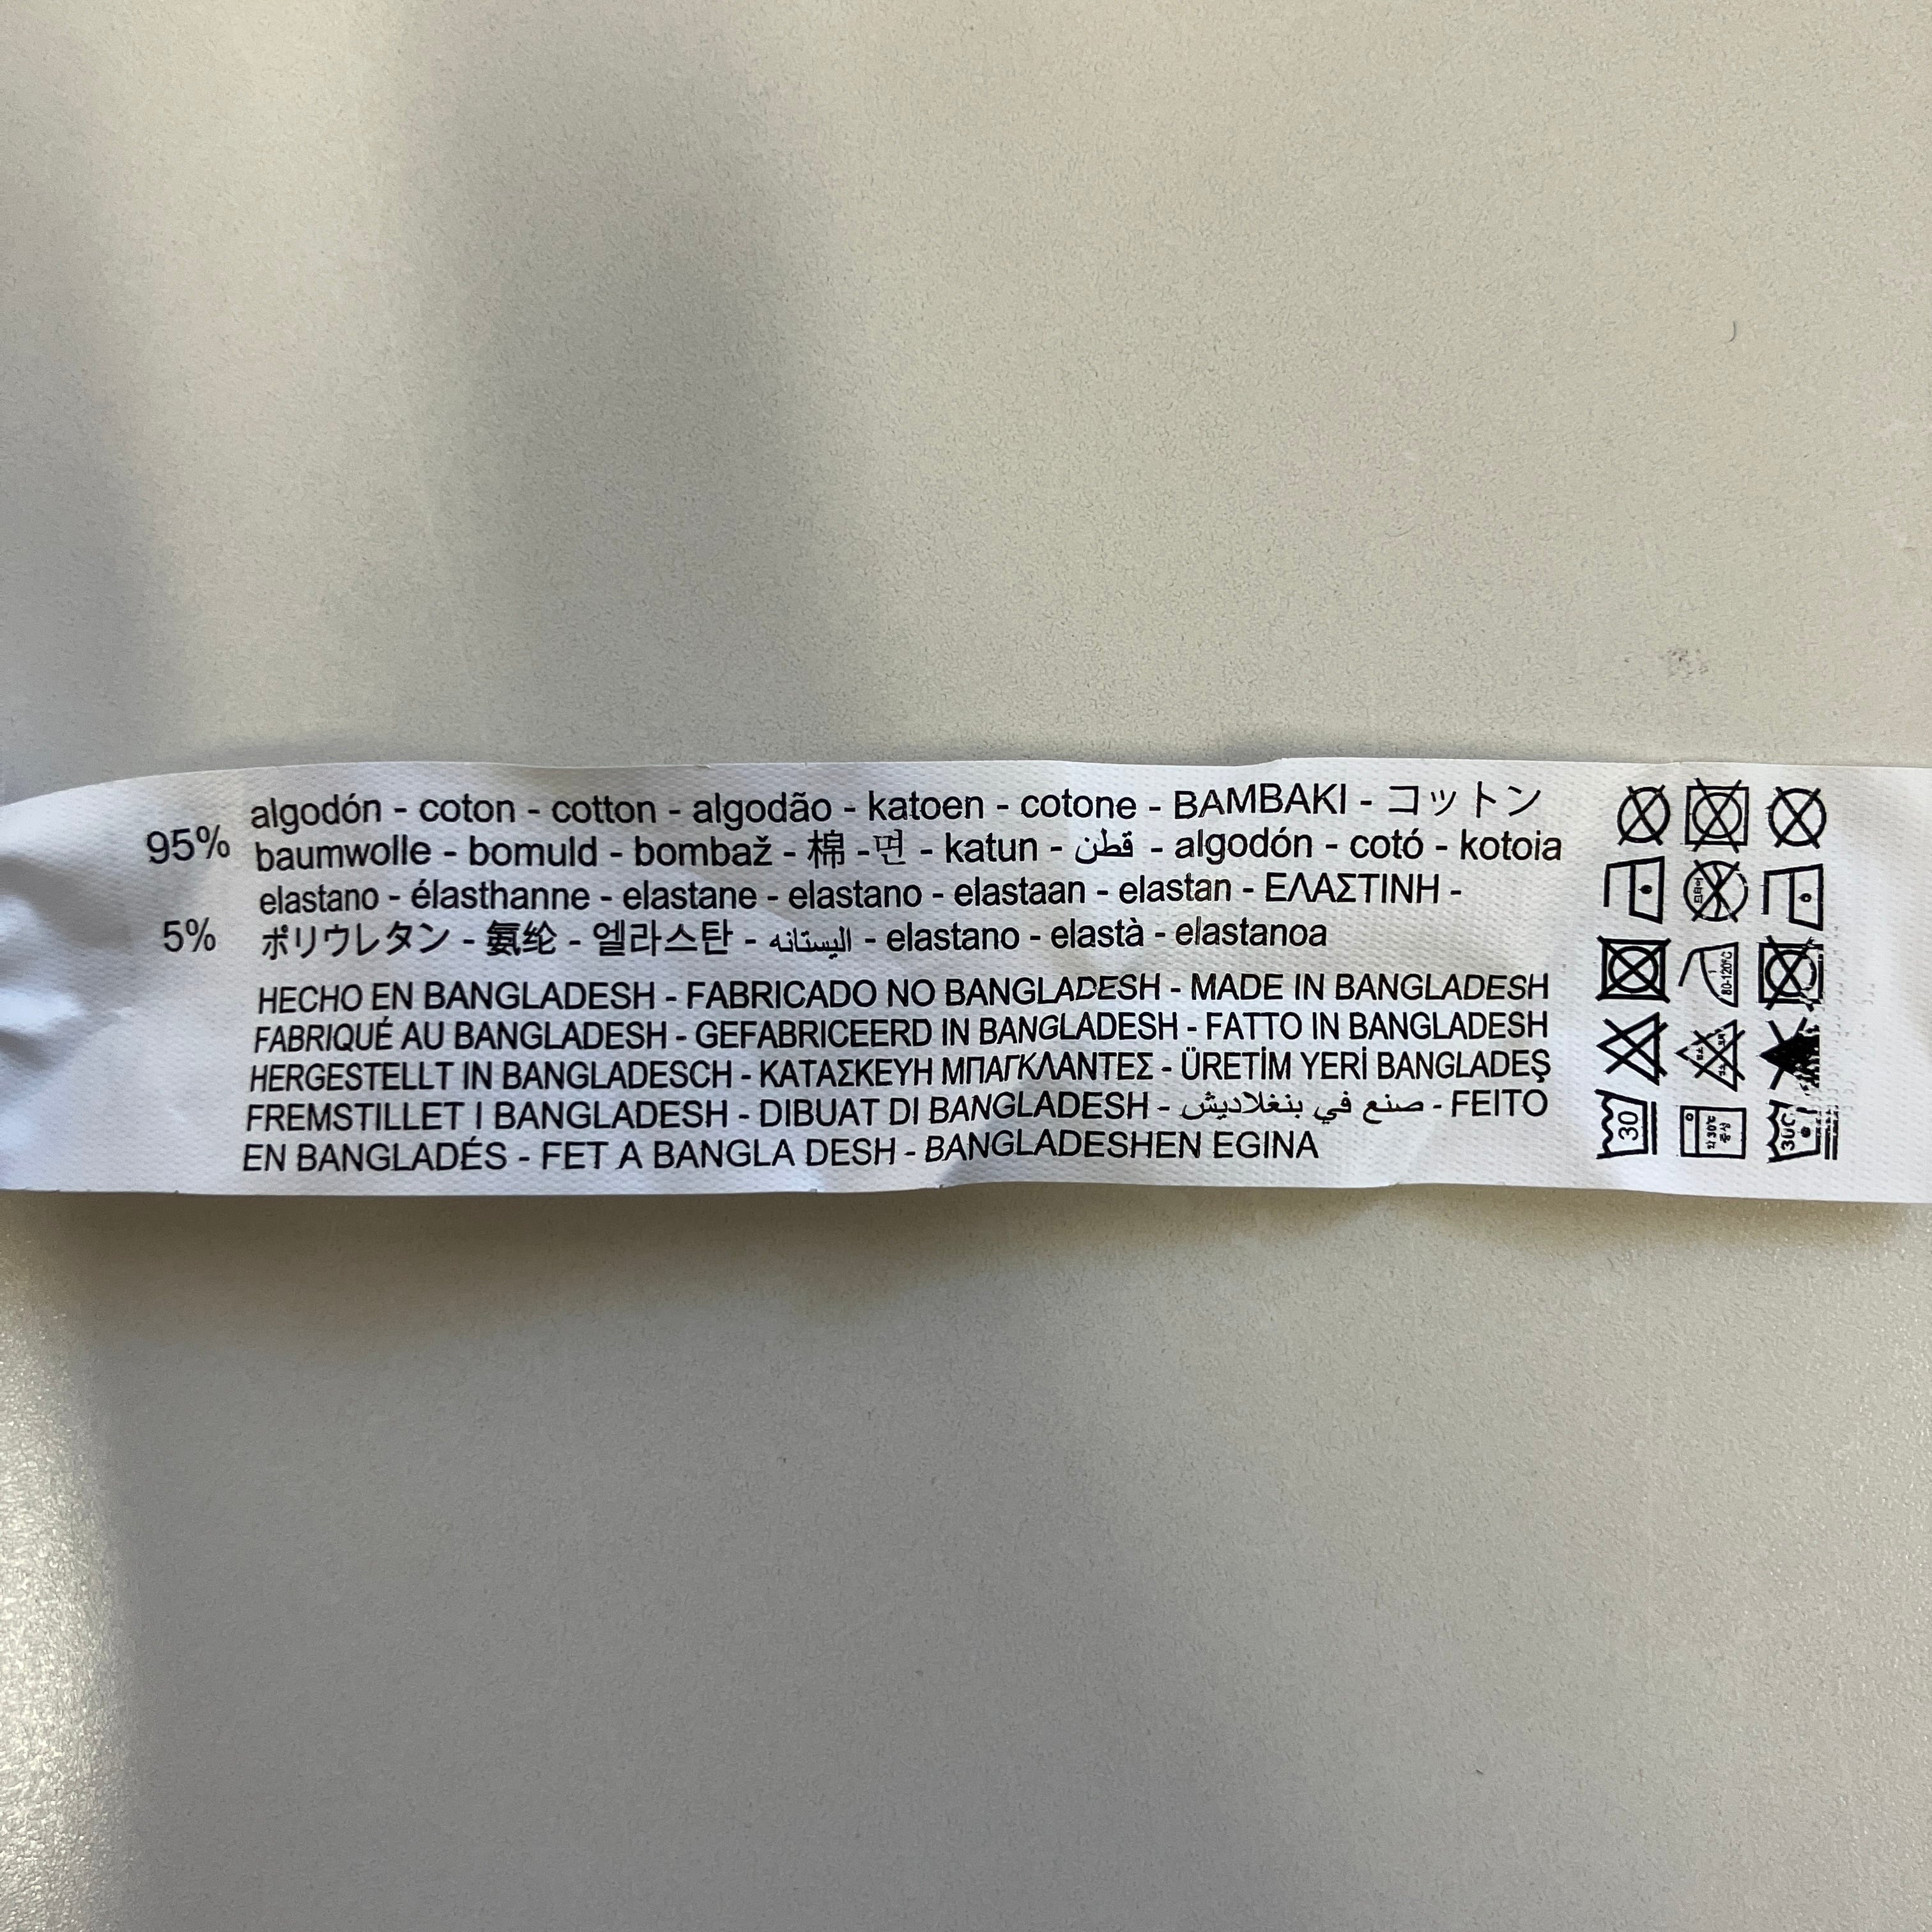 95%
algodón - coton - cotton - algodão - katoen - cotone - BAMBAKI - コットン
baumwolle - bomuld - bombaž - 棉 -면 - katun - قطن - algodón - cotó - kotoia
5%
elastano - élasthanne - elastane - elastano - elastaan - elastan - ΕΛΑΣΤΙΝΗ -
ポリウレタン - 氨纶 - 엘라스탄 - اليستانه - elastano - elastà - elastanoa
HECHO EN BANGLADESH - FABRICADO NO BANGLADESH - MADE IN BANGLADESH
FABRIQUÉ AU BANGLADESH - GEFABRICEERD IN BANGLADESH - FATTO IN BANGLADESH
HERGESTELLT IN BANGLADESCH - ΚΑΤΑΣΚΕΥΗ ΜΠΑΓΚΛΑΝΤΕΣ - ÜRETİM YERİ BANGLADEŞ
FREMSTILLET I BANGLADESH - DIBUAT DI BANGLADESH - صنع في بنغلاديش - FEITO
EN BANGLADÉS - FET A BANGLA DESH - BANGLADESHEN EGINA
80-120°C
30
30℃
중성